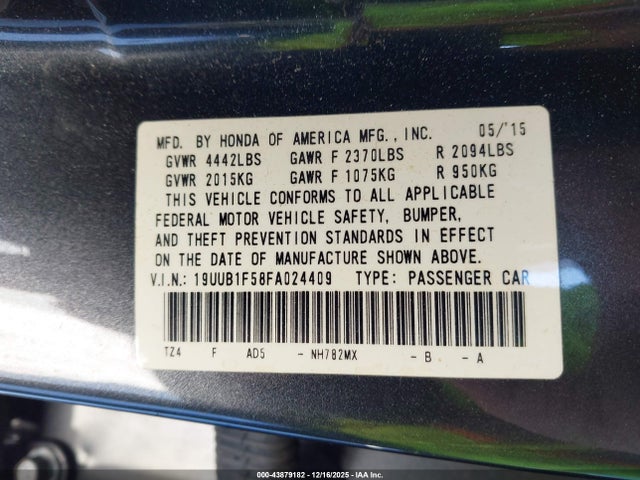 MFD. BY HONDA OF AMERICA MFG., INC. 05/'15
GVWR 4442LBS GAWR F 2370LBS R 2094LBS
GVWR 2015KG GAWR F 1075KG R 950KG
THIS VEHICLE CONFORMS TO ALL APPLICABLE
FEDERAL MOTOR VEHICLE SAFETY, BUMPER,
AND THEFT PREVENTION STANDARDS IN EFFECT
ON THE DATE OF MANUFACTURE SHOWN ABOVE.
V.I.N.: 19UUB1F58FA024409 TYPE: PASSENGER CAR
TZ4 F AD5 - NH782MX - B - A
000-43879182 - 12/16/2025 - IAA Inc.